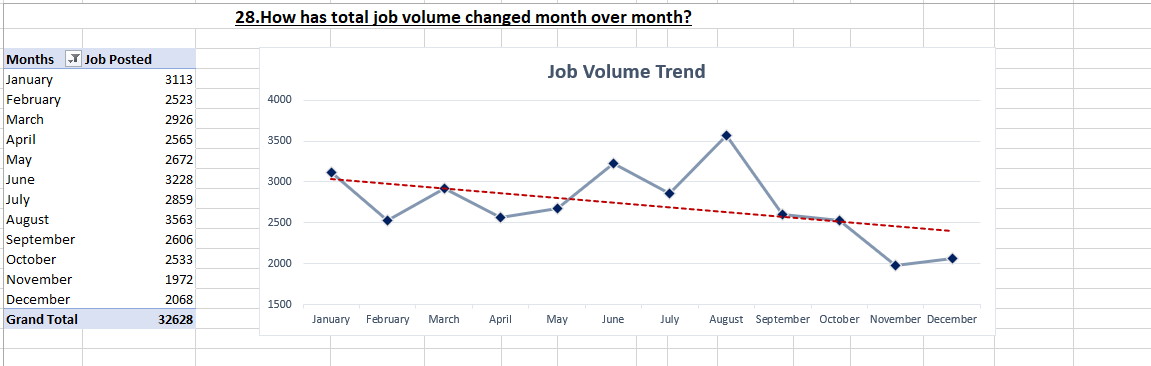 28.How has total job volume changed month over month?
Months Job Posted
January 3113
February 2523
March 2926
April 2565
May 2672
June 3228
July 2859
August 3563
September 2606
October 2533
November 1972
December 2068
Grand Total 32628
Job Volume Trend
4000
3500
3000
2500
2000
1500
January February March April May June July August September October November December